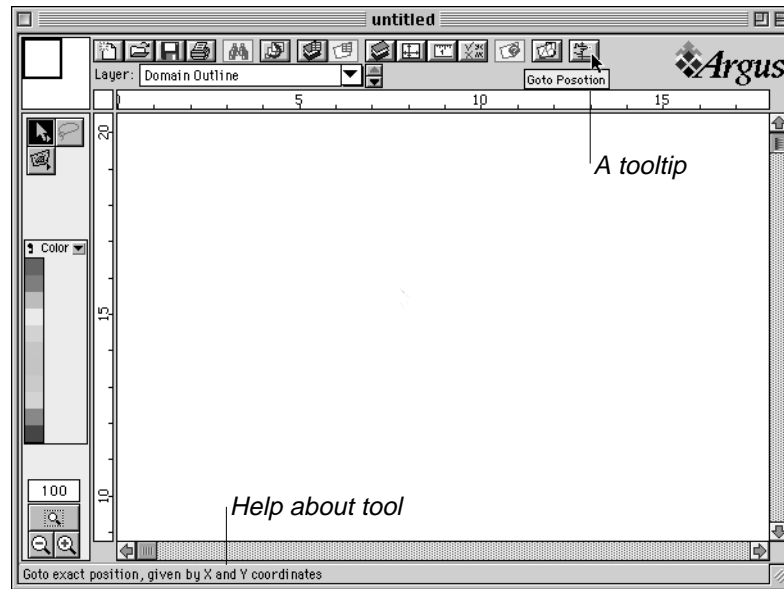 untitled
Argus
Layer: Domain Outline
Goto Posotion
5 10 15
A tooltip
20
Color
15
100
10
Help about tool
Goto exact position, given by X and Y coordinates